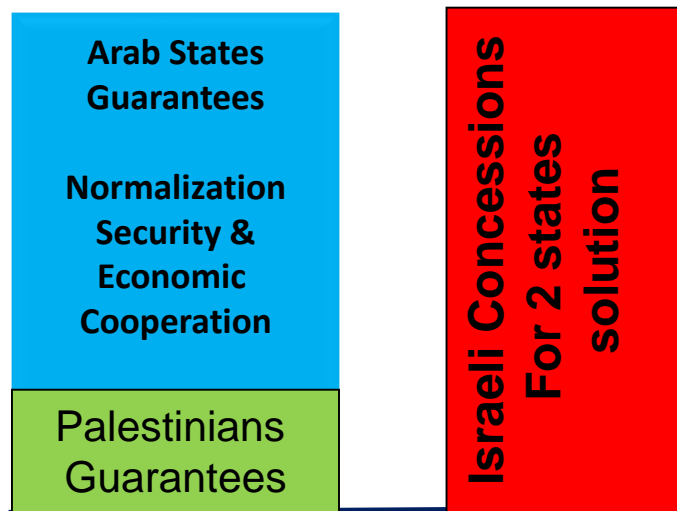 Arab States
Guarantees
Normalization
Security &
Economic
Cooperation
Palestinians
Guarantees
Israeli Concessions
For 2 states
solution